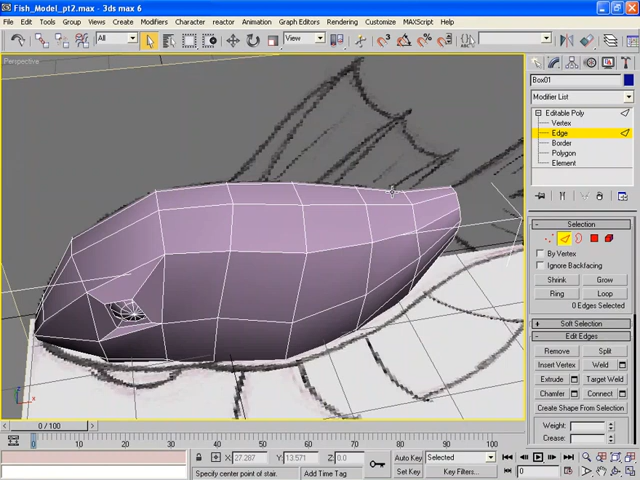 Fish_Model_pt2.max - 3ds max 6
File Edit Tools Group Views Create Modifiers Character reactor Animation Graph Editors Rendering Customize MAXScript Help
All View
Perspective
Box01
Modifier List
Editable Poly
Vertex
Edge
Border
Polygon
Element
Selection
By Vertex
Ignore Backfacing
Shrink Grow
Ring Loop
0 Edges Selected
Soft Selection
Edit Edges
Remove Split
Insert Vertex Weld
Extrude Target Weld
Chamfer Connect
Create Shape From Selection
Weight:
Crease:
0 / 100
0 10 20 30 40 50 60 70 80 90 100
X: 27.287 Y: 13.571 Z: 0.0
Auto Key Selected
Specify center point of stair. Add Time Tag
Set Key Key Filters... 0